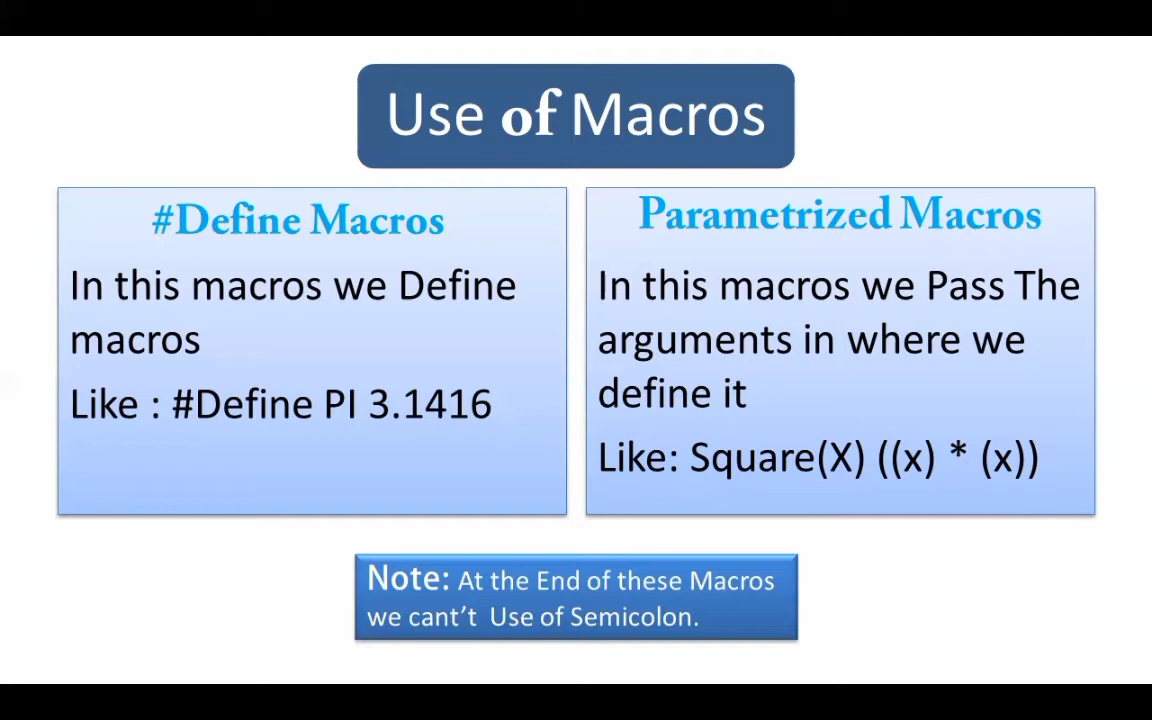 Use of Macros
#Define Macros
In this macros we Define
macros
Like : #Define PI 3.1416
Parametrized Macros
In this macros we Pass The
arguments in where we
define it
Like: Square(X) ((x) * (x))
Note: At the End of these Macros
we cant't Use of Semicolon.